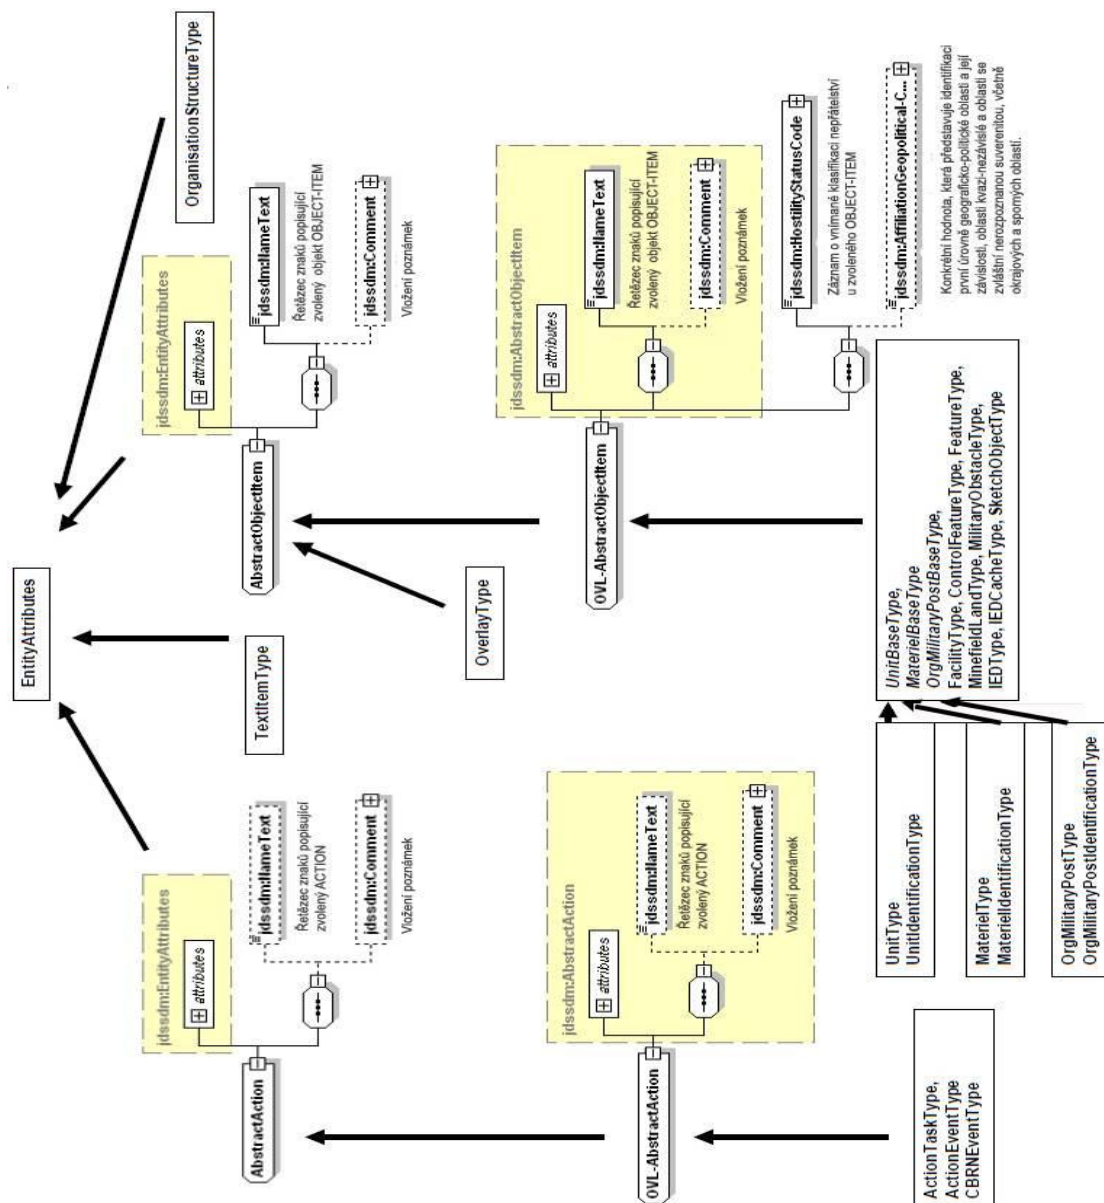 EntityAttributes
OrganisationStructureType
TextItemType
jdssdm:EntityAttributes
attributes
AbstractAction
jdssdm:NameText
Řetězec znaků popisující
zvolený ACTION
jdssdm:Comment
Vložení poznámek
jdssdm:EntityAttributes
attributes
AbstractObjectItem
jdssdm:NameText
Řetězec znaků popisující
zvolený objekt OBJECT-ITEM
jdssdm:Comment
Vložení poznámek
OverlayType
jdssdm:AbstractAction
attributes
OVL-AbstractAction
jdssdm:NameText
Řetězec znaků popisující
zvolený ACTION
jdssdm:Comment
Vložení poznámek
jdssdm:AbstractObjectItem
attributes
OVL-AbstractObjectItem
jdssdm:NameText
Řetězec znaků popisující
zvolený objekt OBJECT-ITEM
jdssdm:Comment
Vložení poznámek
jdssdm:HostilityStatusCode
Záznam o vnímané klasifikaci nepřátelství
u zvoleného OBJECT-ITEM
jdssdm:AffiliationGeopolitical-C...
Konkrétní hodnota, která představuje identifikaci
první úrovně geograficko-politické oblasti a její
závislosti, oblasti kvazi-nezávislé a oblasti se
zvláštní nerozpoznanou suverenitou, včetně
okrajových a sporných oblastí.
ActionTaskType,
ActionEventType
CBRNEventType
UnitType
UnitIdentificationType
MaterielType
MaterielIdentificationType
OrgMilitaryPostType
OrgMilitaryPostIdentificationType
UnitBaseType,
MaterielBaseType
OrgMilitaryPostBaseType,
FacilityType, ControlFeatureType, FeatureType,
MinefieldLandType, MilitaryObstacleType,
IEDType, IEDCacheType, SketchObjectType